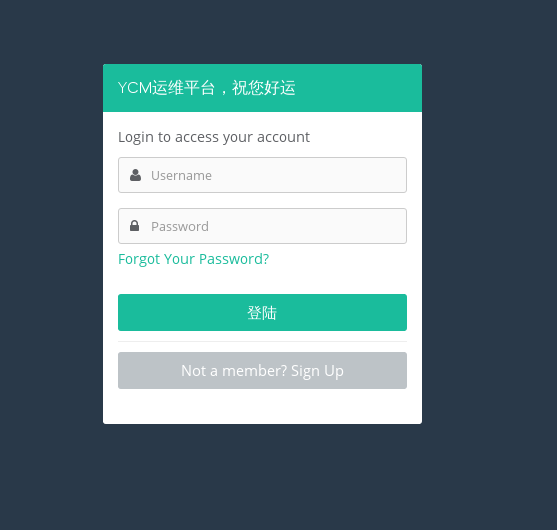 YCM运维平台，祝您好运
Login to access your account
Username
Password
Forgot Your Password?
登陆
Not a member? Sign Up